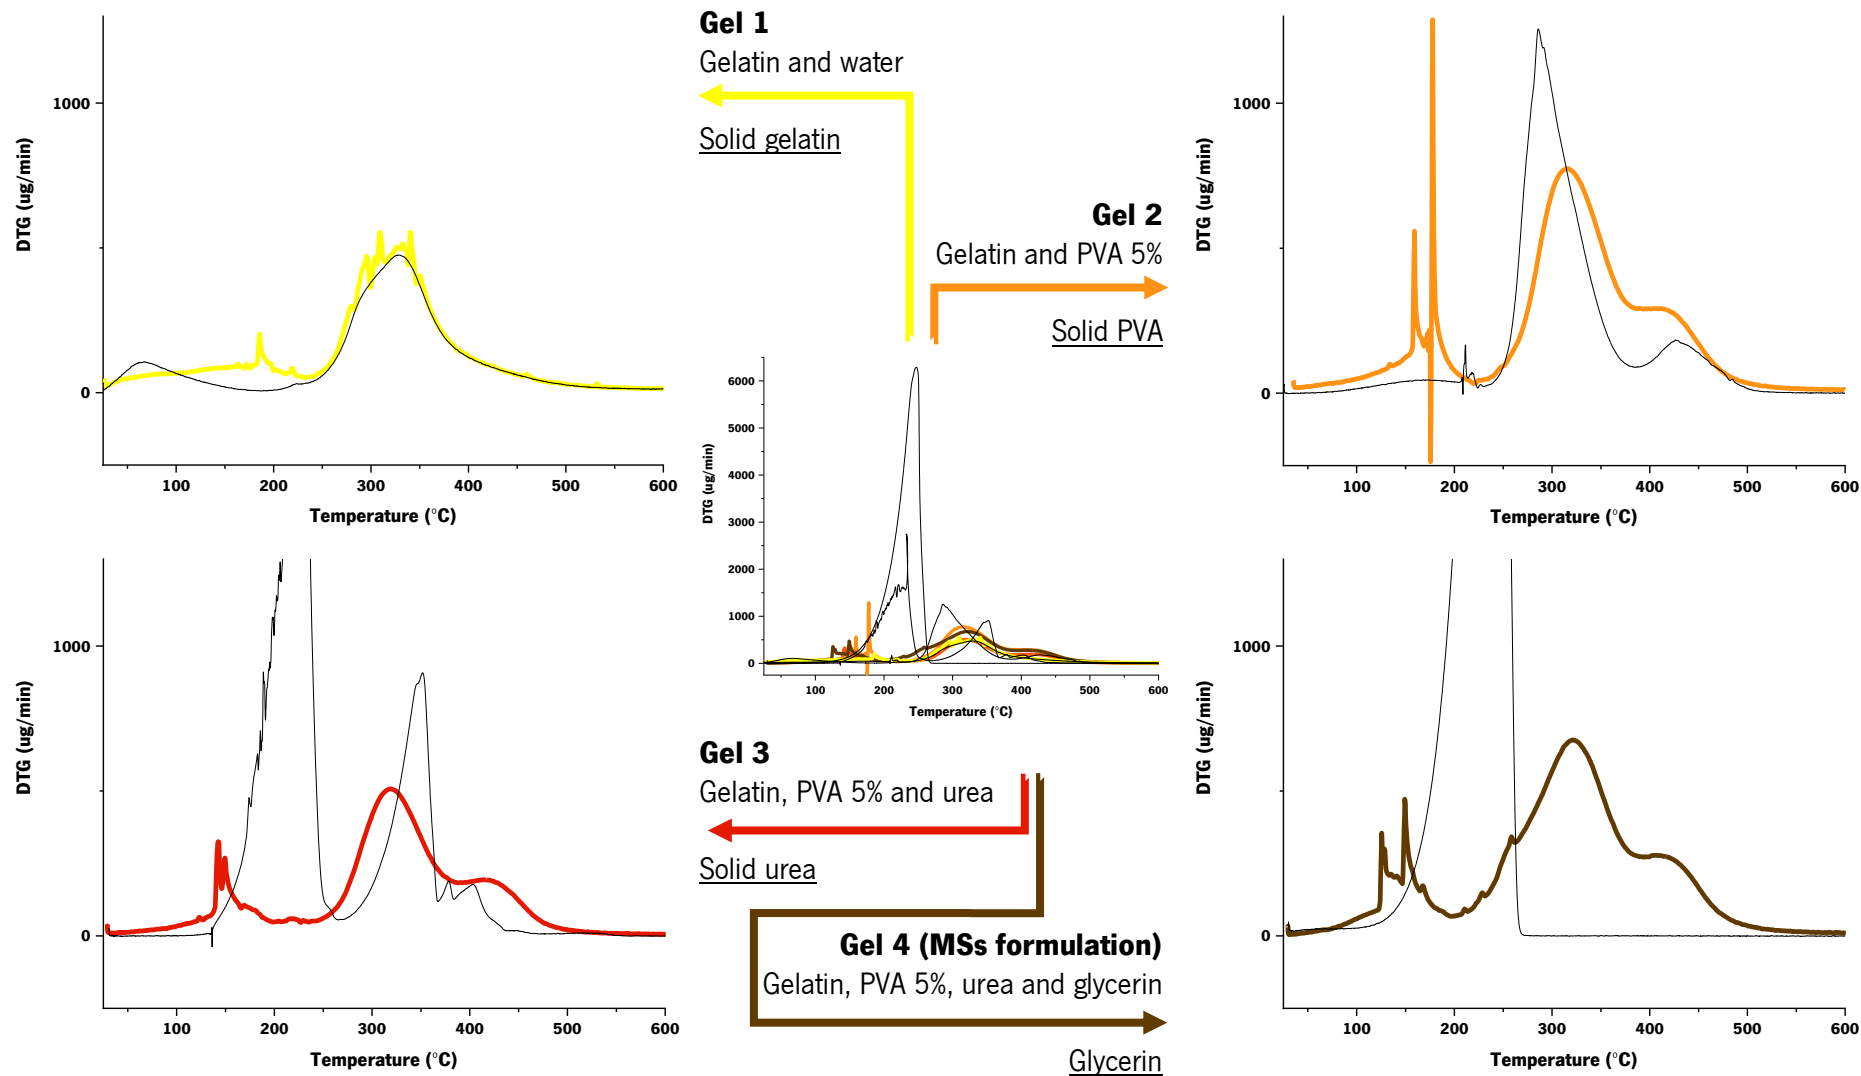 1000
0
DTG (ug/min)
100 200 300 400 500 600
Temperature (°C)
Gel 1
Gelatin and water
Solid gelatin
Gel 2
Gelatin and PVA 5%
Solid PVA
1000
0
DTG (ug/min)
100 200 300 400 500 600
Temperature (°C)
6000
5000
4000
3000
2000
1000
0
DTG (ug/min)
100 200 300 400 500 600
Temperature (°C)
1000
0
DTG (ug/min)
100 200 300 400 500 600
Temperature (°C)
Gel 3
Gelatin, PVA 5% and urea
Solid urea
Gel 4 (MSs formulation)
Gelatin, PVA 5%, urea and glycerin
Glycerin
1000
0
DTG (ug/min)
100 200 300 400 500 600
Temperature (°C)